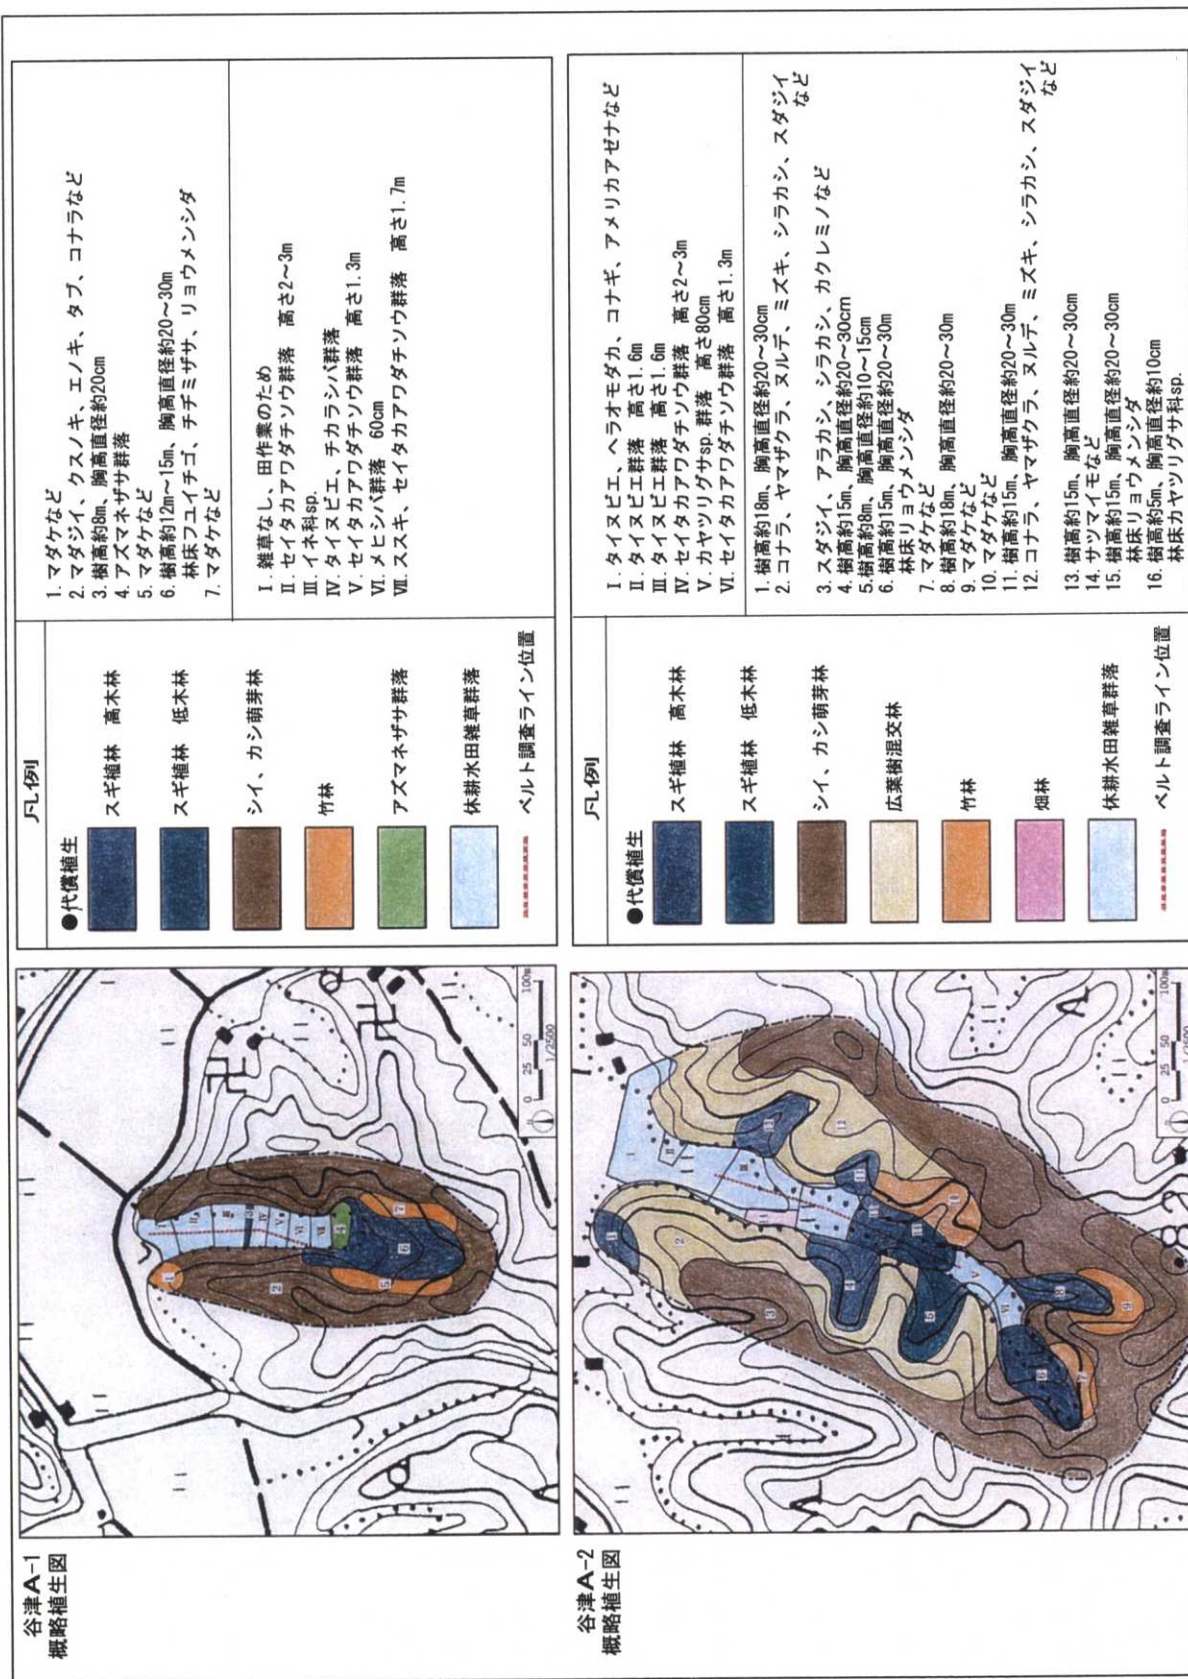 谷津A-1
概略植生図
凡例
●代償植生
スギ植林　高木林
スギ植林　低木林
シイ、カシ萌芽林
竹林
アズマネザサ群落
休耕水田雑草群落
ベルト調査ライン位置
1. マダケなど
2. マダジイ、クスノキ、エノキ、タブ、コナラなど
3. 樹高約8m、胸高直径約20cm
4. アズマネザサ群落
5. マダケなど
6. 樹高約12m〜15m、胸高直径約20〜30m
林床フユイチゴ、チヂミザサ、リョウメンシダ
7. マダケなど
Ⅰ. 雑草なし、田作業のため
Ⅱ. セイタカアワダチソウ群落　高さ2〜3m
Ⅲ. イネ科sp.
Ⅳ. タイヌビエ、チカラシバ群落
Ⅴ. セイタカアワダチソウ群落　高さ1.3m
Ⅵ. メヒシバ群落　60cm
Ⅶ. ススキ、セイタカアワダチソウ群落　高さ1.7m
0 25 50 100m
1/2500
谷津A-2
概略植生図
凡例
●代償植生
スギ植林　高木林
スギ植林　低木林
シイ、カシ萌芽林
広葉樹混交林
竹林
畑林
休耕水田雑草群落
ベルト調査ライン位置
Ⅰ. タイヌビエ、ヘラオモダカ、コナギ、アメリカアゼナなど
Ⅱ. タイヌビエ群落　高さ1.6m
Ⅲ. タイヌビエ群落　高さ1.6m
Ⅳ. セイタカアワダチソウ群落　高さ2〜3m
Ⅴ. カヤツリグサsp. 群落　高さ80cm
Ⅵ. セイタカアワダチソウ群落　高さ1.3m
1. 樹高約18m、胸高直径約20〜30cm
2. コナラ、ヤマザクラ、ヌルデ、ミズキ、シラカシ、スダジイ
など
3. スダジイ、アラカシ、シラカシ、カクレミノなど
4. 樹高約15m、胸高直径約20〜30cm
5. 樹高約8m、胸高直径約10〜15cm
6. 樹高約15m、胸高直径約20〜30m
林床リョウメンシダ
7. マダケなど
8. 樹高約18m、胸高直径約20〜30m
9. マダケなど
10. マダケなど
11. 樹高約15m、胸高直径約20〜30m
12. コナラ、ヤマザクラ、ヌルデ、ミズキ、シラカシ、スダジイ
など
13. 樹高約15m、胸高直径約20〜30cm
14. サツマイモなど
15. 樹高約15m、胸高直径約20〜30cm
林床リョウメンシダ
16. 樹高約5m、胸高直径約10cm
林床カヤツリグサ科sp.
0 25 50 100m
1/2500